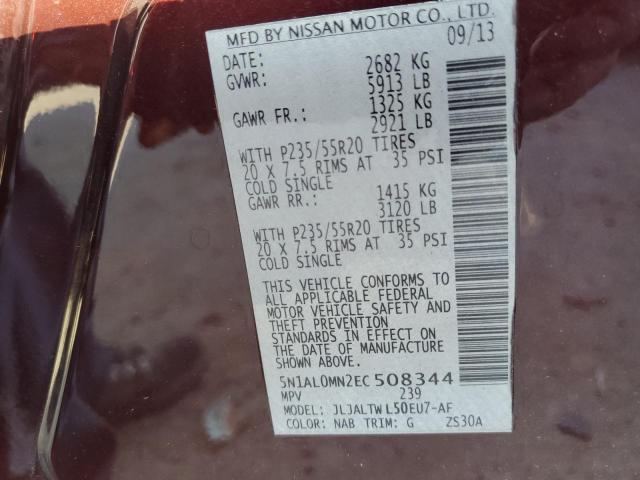 MFD BY NISSAN MOTOR CO., LTD.
DATE: 09/13
GVWR: 2682 KG
5913 LB
GAWR FR.: 1325 KG
2921 LB
WITH P235/55R20 TIRES
20 X 7.5 RIMS AT 35 PSI
COLD SINGLE
GAWR RR.: 1415 KG
3120 LB
WITH P235/55R20 TIRES
20 X 7.5 RIMS AT 35 PSI
COLD SINGLE
THIS VEHICLE CONFORMS TO
ALL APPLICABLE FEDERAL
MOTOR VEHICLE SAFETY AND
THEFT PREVENTION
STANDARDS IN EFFECT ON
THE DATE OF MANUFACTURE
SHOWN ABOVE.
5N1AL0MN2EC508344
MPV 239
MODEL: JLJALTWL50EU7-AF
COLOR: NAB TRIM: G ZS30A